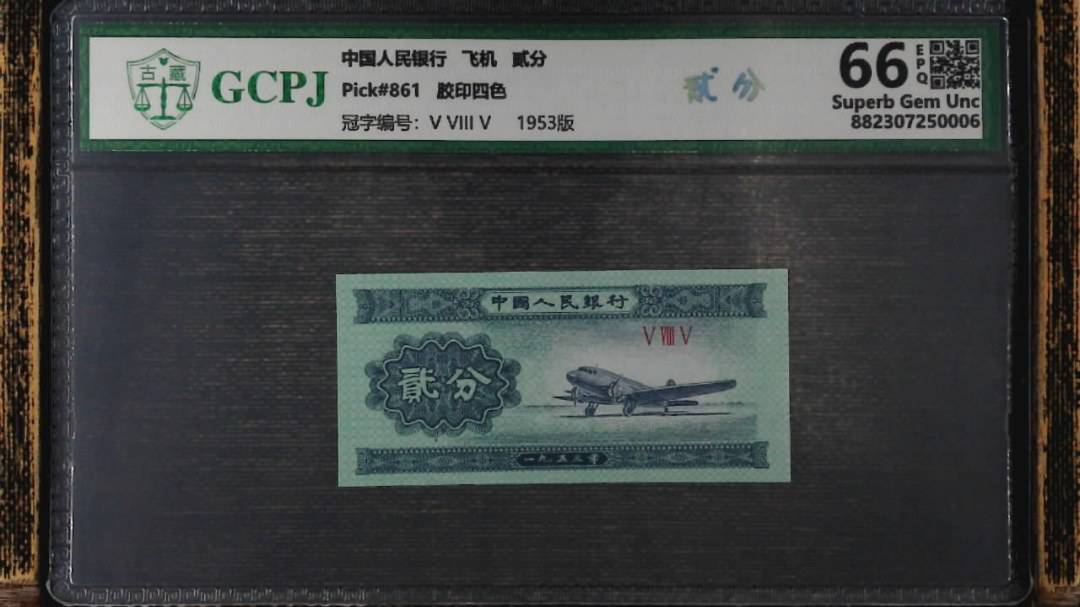 古藏
GCPJ
中国人民银行 飞机 贰分
Pick#861 胶印四色
冠字编号: V VIII V 1953版
贰分
66
EPQ
Superb Gem Unc
882307250006
中國人民銀行
V VIII V
貳分
一九五三年